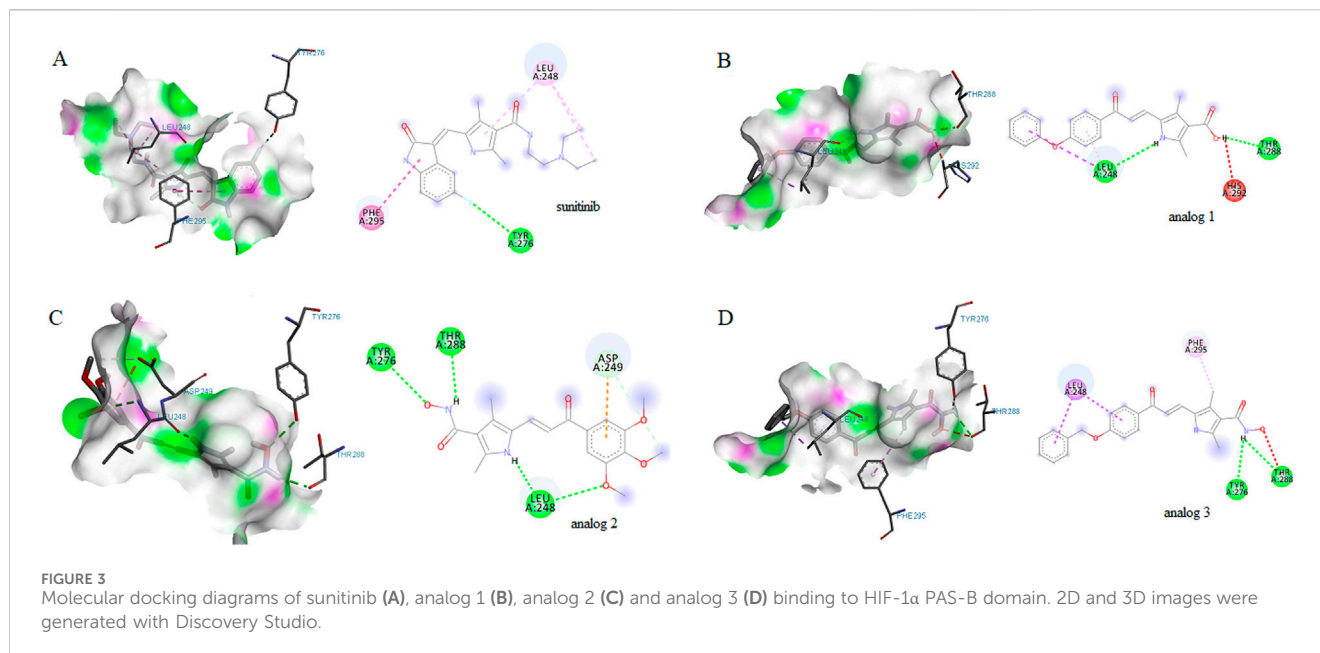 A
TYR276
LEU248
PHE295
LEU
A:248
O
N
N
O
N
N
PHE
A:295
TYR
A:276
sunitinib
B
THR288
O
O
O
H
N
H
O
LEU
A:248
THR
A:288
HIS
A:292
analog 1
C
TYR276
ASP249
LEU248
THR288
TYR
A:276
THR
A:288
ASP
A:249
H
O
N
O
O
O
O
N
H
O
LEU
A:248
analog 2
D
TYR276
THR288
PHE295
PHE
A:295
LEU
A:248
O
O
O
N
O
H
TYR
A:276
THR
A:288
analog 3
FIGURE 3
Molecular docking diagrams of sunitinib (A), analog 1 (B), analog 2 (C) and analog 3 (D) binding to HIF-1α PAS-B domain. 2D and 3D images were
generated with Discovery Studio.